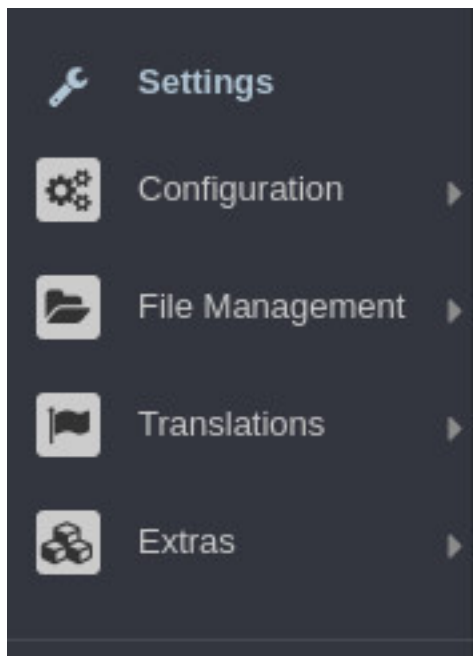 Settings
Configuration
File Management
Translations
Extras